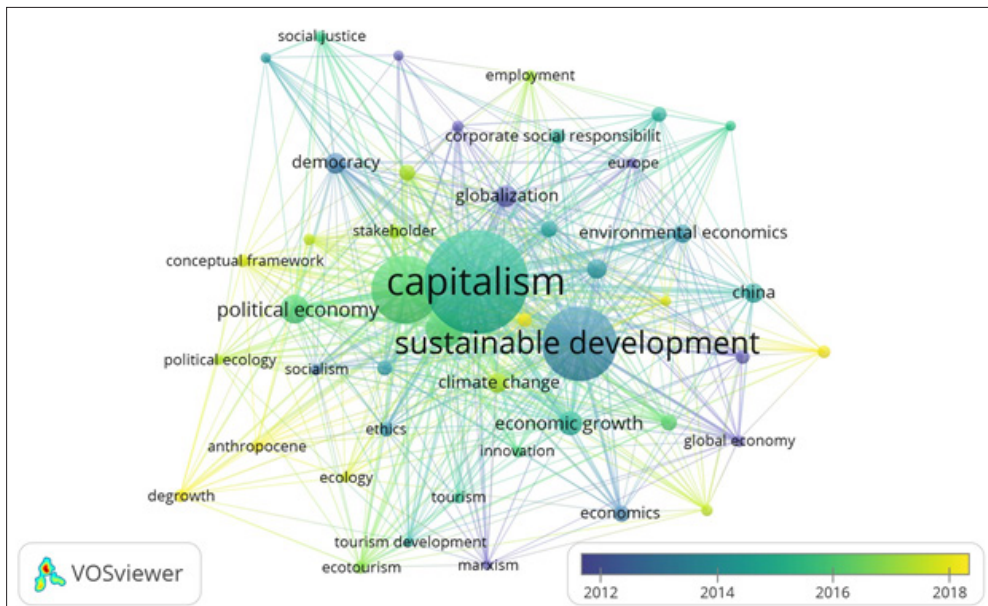 social justice
employment
corporate social responsibilit
democracy
europe
globalization
stakeholder
environmental economics
conceptual framework
capitalism
china
political economy
sustainable development
political ecology
socialism
climate change
economic growth
ethics
global economy
anthropocene
innovation
ecology
degrowth
tourism
economics
tourism development
marxism
ecotourism
VOSviewer
2012 2014 2016 2018